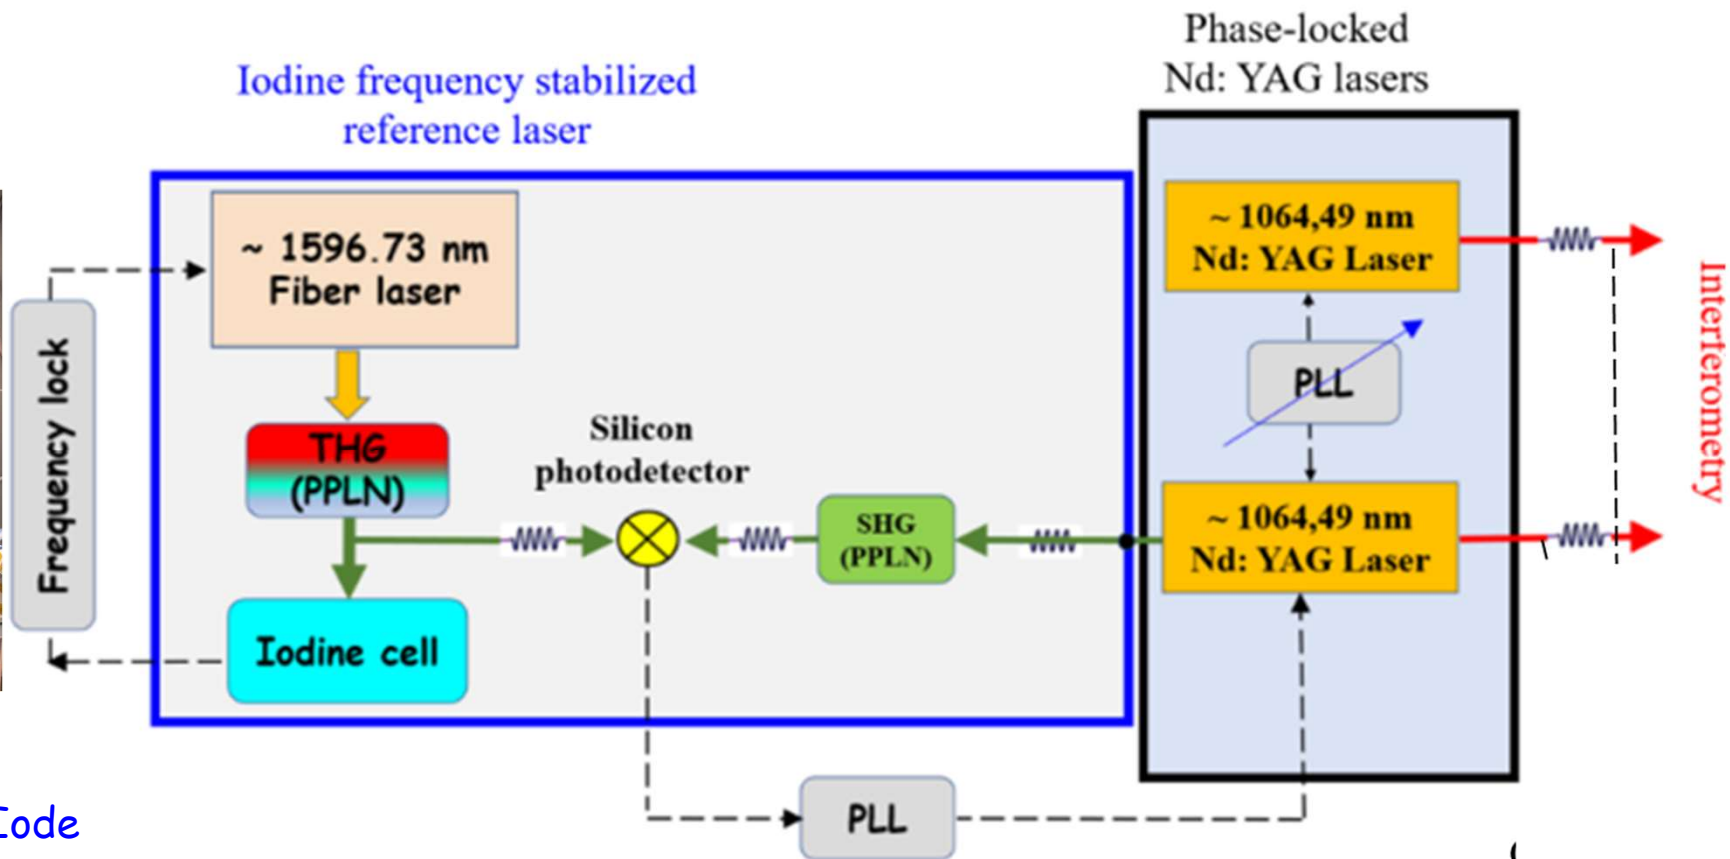 Phase-locked
Nd: YAG lasers
Iodine frequency stabilized
reference laser
~ 1596.73 nm
Fiber laser
~ 1064,49 nm
Nd: YAG Laser
Frequency lock
THG
(PPLN)
Silicon
photodetector
PLL
Interferometry
SHG
(PPLN)
~ 1064,49 nm
Nd: YAG Laser
Iodine cell
PLL